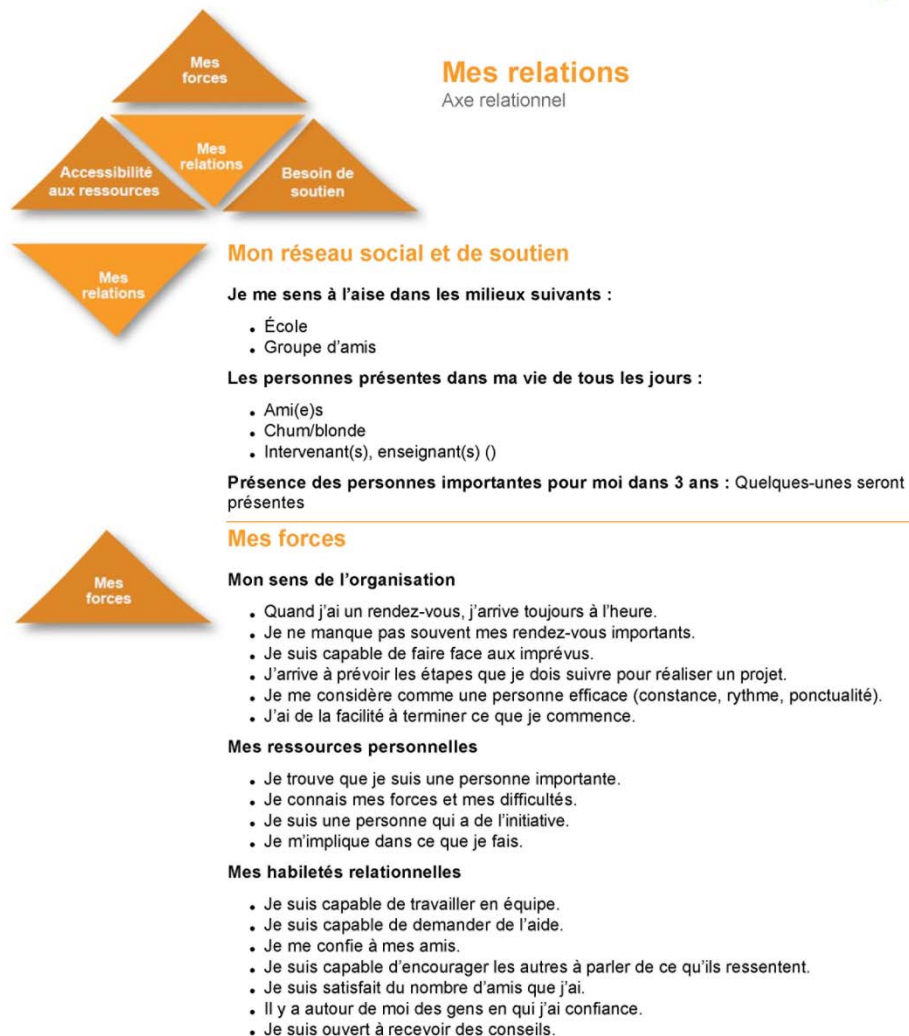 Mes
forces
Mes relations
Axe relationnel
Mes
relations
Accessibilité
aux ressources
Besoin de
soutien
Mes
relations
Mon réseau social et de soutien
Je me sens à l'aise dans les milieux suivants :
• École
• Groupe d'amis
Les personnes présentes dans ma vie de tous les jours :
• Ami(e)s
• Chum/blonde
• Intervenant(s), enseignant(s) ()
Présence des personnes importantes pour moi dans 3 ans : Quelques-unes seront
présentes
Mes
forces
Mes forces
Mon sens de l'organisation
• Quand j'ai un rendez-vous, j'arrive toujours à l'heure.
• Je ne manque pas souvent mes rendez-vous importants.
• Je suis capable de faire face aux imprévus.
• J'arrive à prévoir les étapes que je dois suivre pour réaliser un projet.
• Je me considère comme une personne efficace (constance, rythme, ponctualité).
• J'ai de la facilité à terminer ce que je commence.
Mes ressources personnelles
• Je trouve que je suis une personne importante.
• Je connais mes forces et mes difficultés.
• Je suis une personne qui a de l'initiative.
• Je m'implique dans ce que je fais.
Mes habiletés relationnelles
• Je suis capable de travailler en équipe.
• Je suis capable de demander de l'aide.
• Je me confie à mes amis.
• Je suis capable d'encourager les autres à parler de ce qu'ils ressentent.
• Je suis satisfait du nombre d'amis que j'ai.
• Il y a autour de moi des gens en qui j'ai confiance.
• Je suis ouvert à recevoir des conseils.